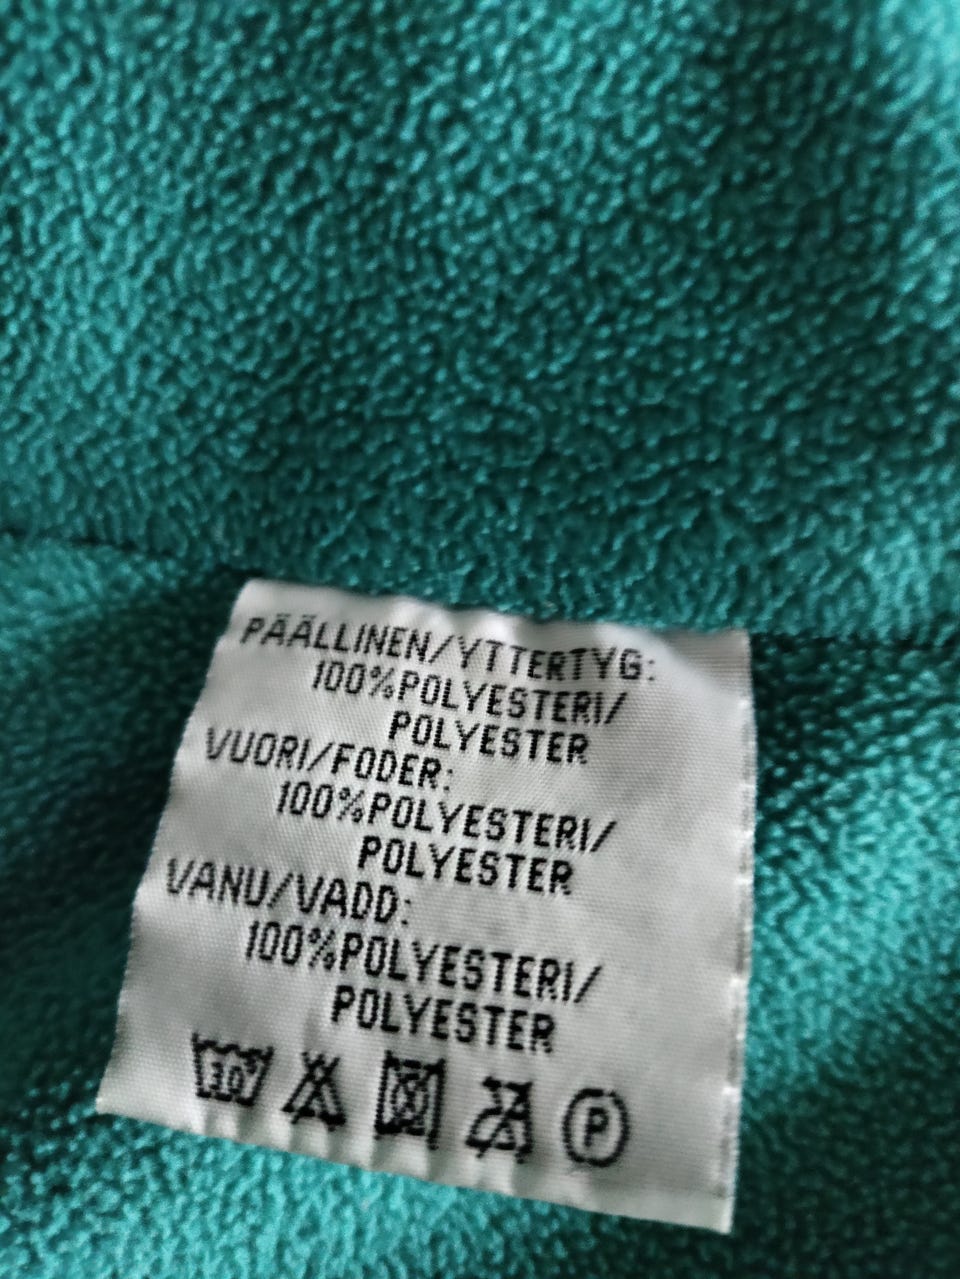 PÄÄLLINEN/YTTERTYG:
100%POLYESTERI/
POLYESTER
VUORI/FODER:
100%POLYESTERI/
POLYESTER
VANU/VADD:
100%POLYESTERI/
POLYESTER
30° P